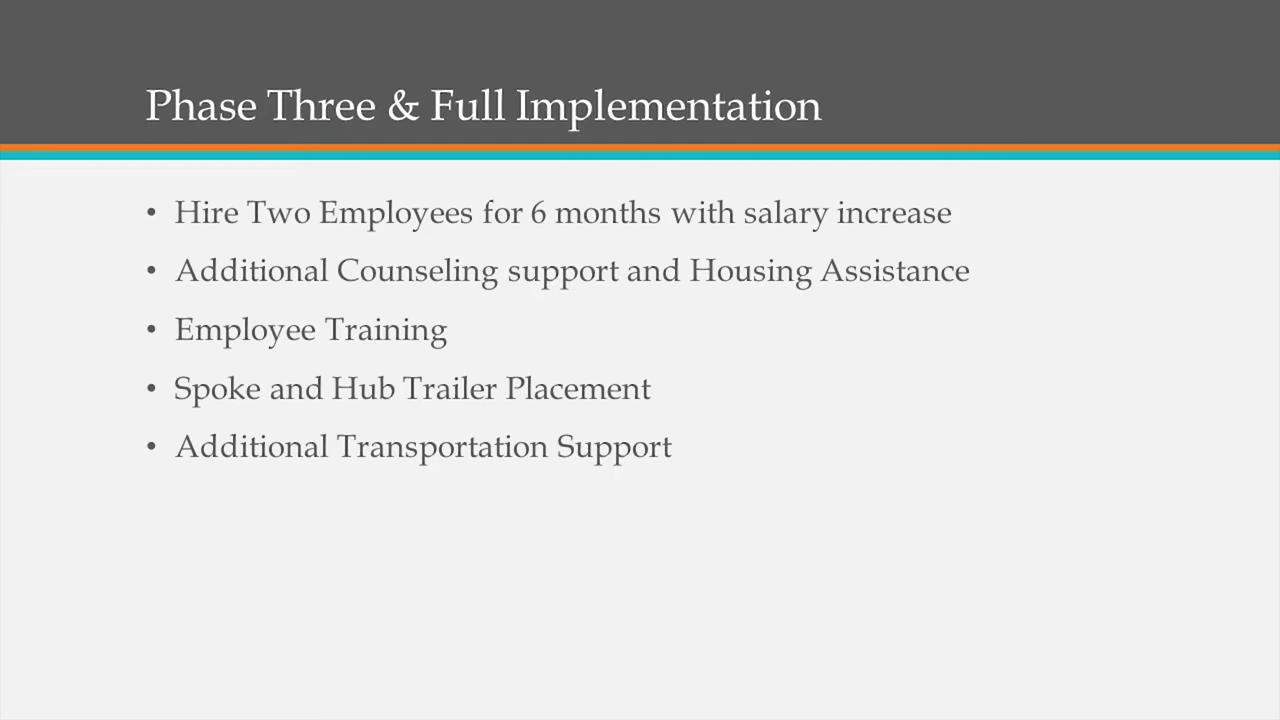 Phase Three & Full Implementation
• Hire Two Employees for 6 months with salary increase
• Additional Counseling support and Housing Assistance
• Employee Training
• Spoke and Hub Trailer Placement
• Additional Transportation Support